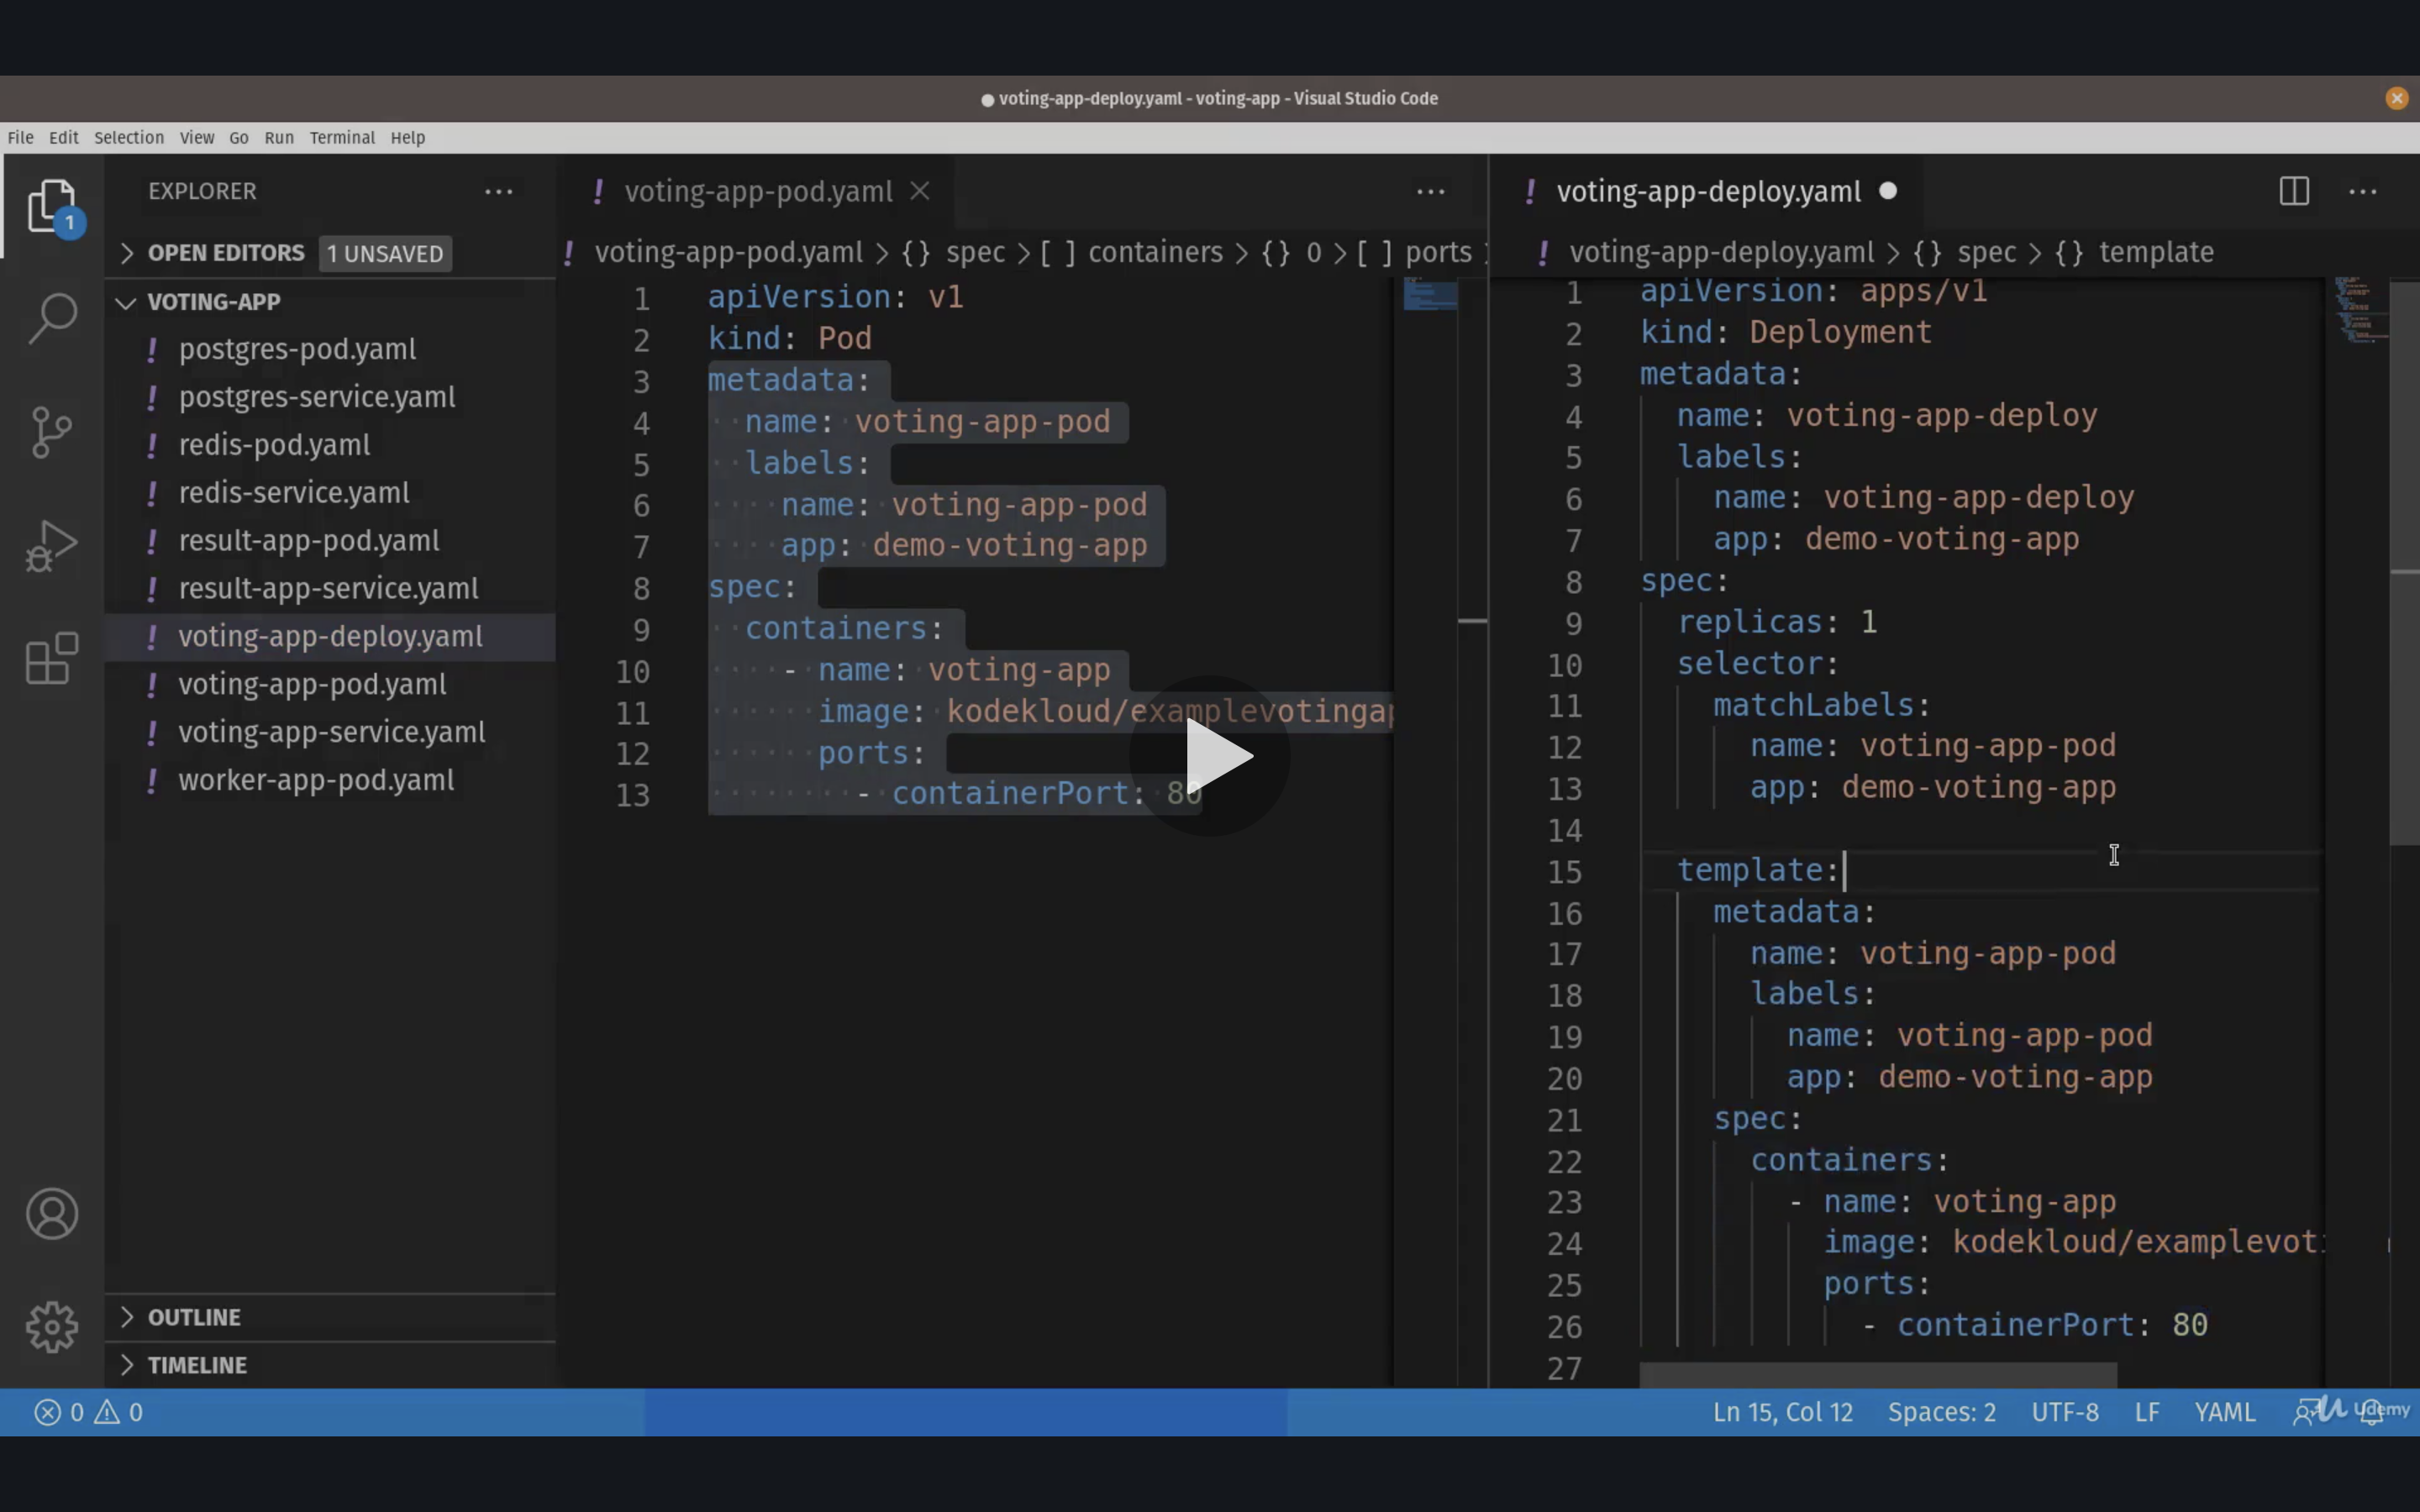 voting-app-deploy.yaml - voting-app - Visual Studio Code
File Edit Selection View Go Run Terminal Help
EXPLORER
1
OPEN EDITORS 1 UNSAVED
VOTING-APP
! postgres-pod.yaml
! postgres-service.yaml
! redis-pod.yaml
! redis-service.yaml
! result-app-pod.yaml
! result-app-service.yaml
! voting-app-deploy.yaml
! voting-app-pod.yaml
! voting-app-service.yaml
! worker-app-pod.yaml
OUTLINE
TIMELINE
! voting-app-pod.yaml
! voting-app-pod.yaml > {} spec > [ ] containers > {} 0 > [ ] ports
1 apiVersion: v1
2 kind: Pod
3 metadata:
4 name: voting-app-pod
5 labels:
6 name: voting-app-pod
7 app: demo-voting-app
8 spec:
9 containers:
10 - name: voting-app
11 image: kodekloud/examplevotingap
12 ports:
13 - containerPort: 80
! voting-app-deploy.yaml
! voting-app-deploy.yaml > {} spec > {} template
1 apiVersion: apps/v1
2 kind: Deployment
3 metadata:
4 name: voting-app-deploy
5 labels:
6 name: voting-app-deploy
7 app: demo-voting-app
8 spec:
9 replicas: 1
10 selector:
11 matchLabels:
12 name: voting-app-pod
13 app: demo-voting-app
14
15 template:
16 metadata:
17 name: voting-app-pod
18 labels:
19 name: voting-app-pod
20 app: demo-voting-app
21 spec:
22 containers:
23 - name: voting-app
24 image: kodekloud/examplevot
25 ports:
26 - containerPort: 80
27
0 0
Ln 15, Col 12 Spaces: 2 UTF-8 LF YAML
Udemy